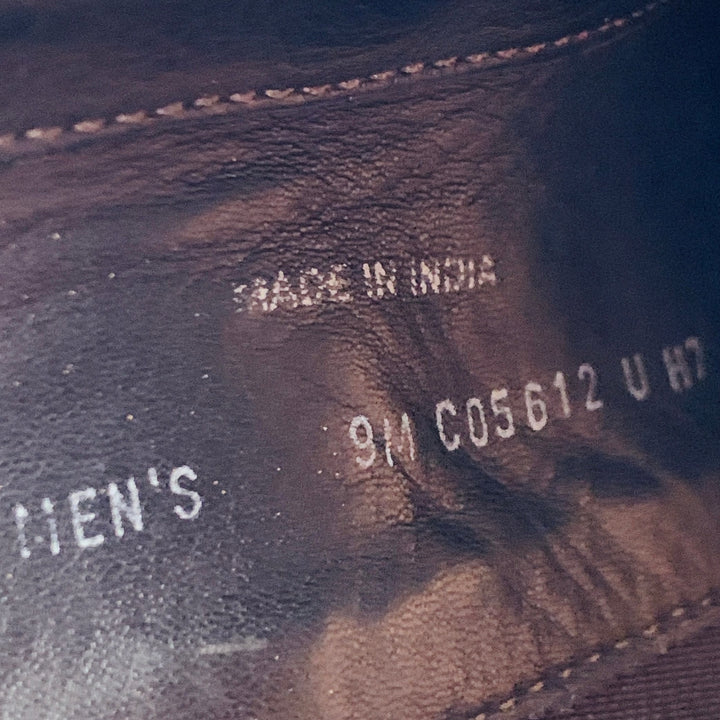 MADE IN INDIA
9M C05612 U H7
MEN'S